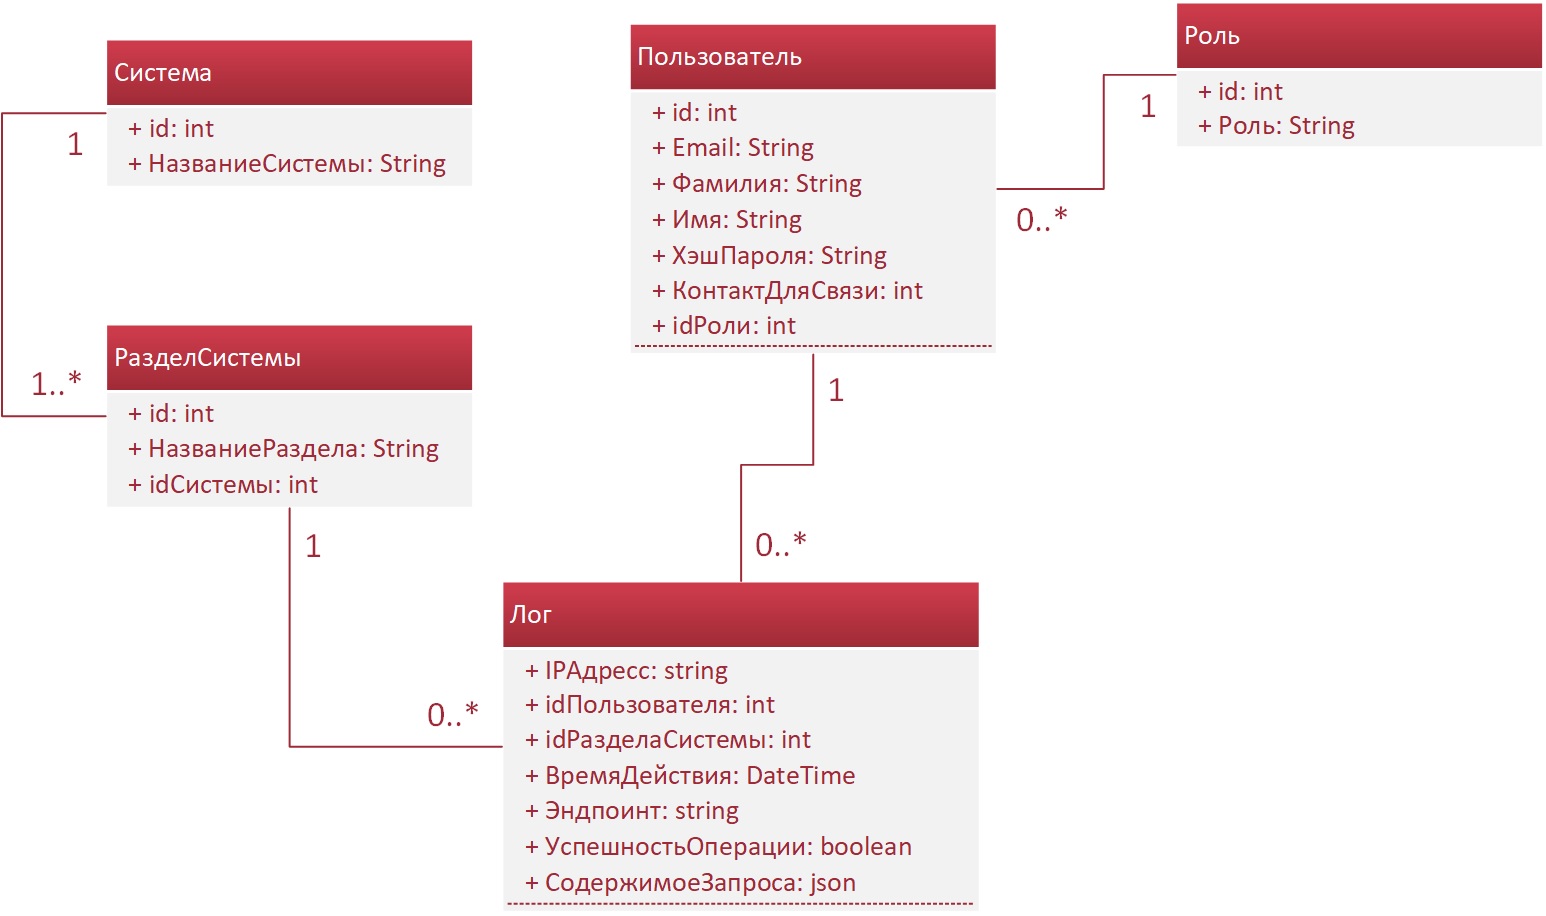 Система
+ id: int
+ НазваниеСистемы: String
1
1..*
РазделСистемы
+ id: int
+ НазваниеРаздела: String
+ idСистемы: int
1
0..*
Пользователь
+ id: int
+ Email: String
+ Фамилия: String
+ Имя: String
+ ХэшПароля: String
+ КонтактДляСвязи: int
+ idРоли: int
Роль
+ id: int
+ Роль: String
1
0..*
1
0..*
Лог
+ IPАдресс: string
+ idПользователя: int
+ idРазделаСистемы: int
+ ВремяДействия: DateTime
+ Эндпоинт: string
+ УспешностьОперации: boolean
+ СодержимоеЗапроса: json